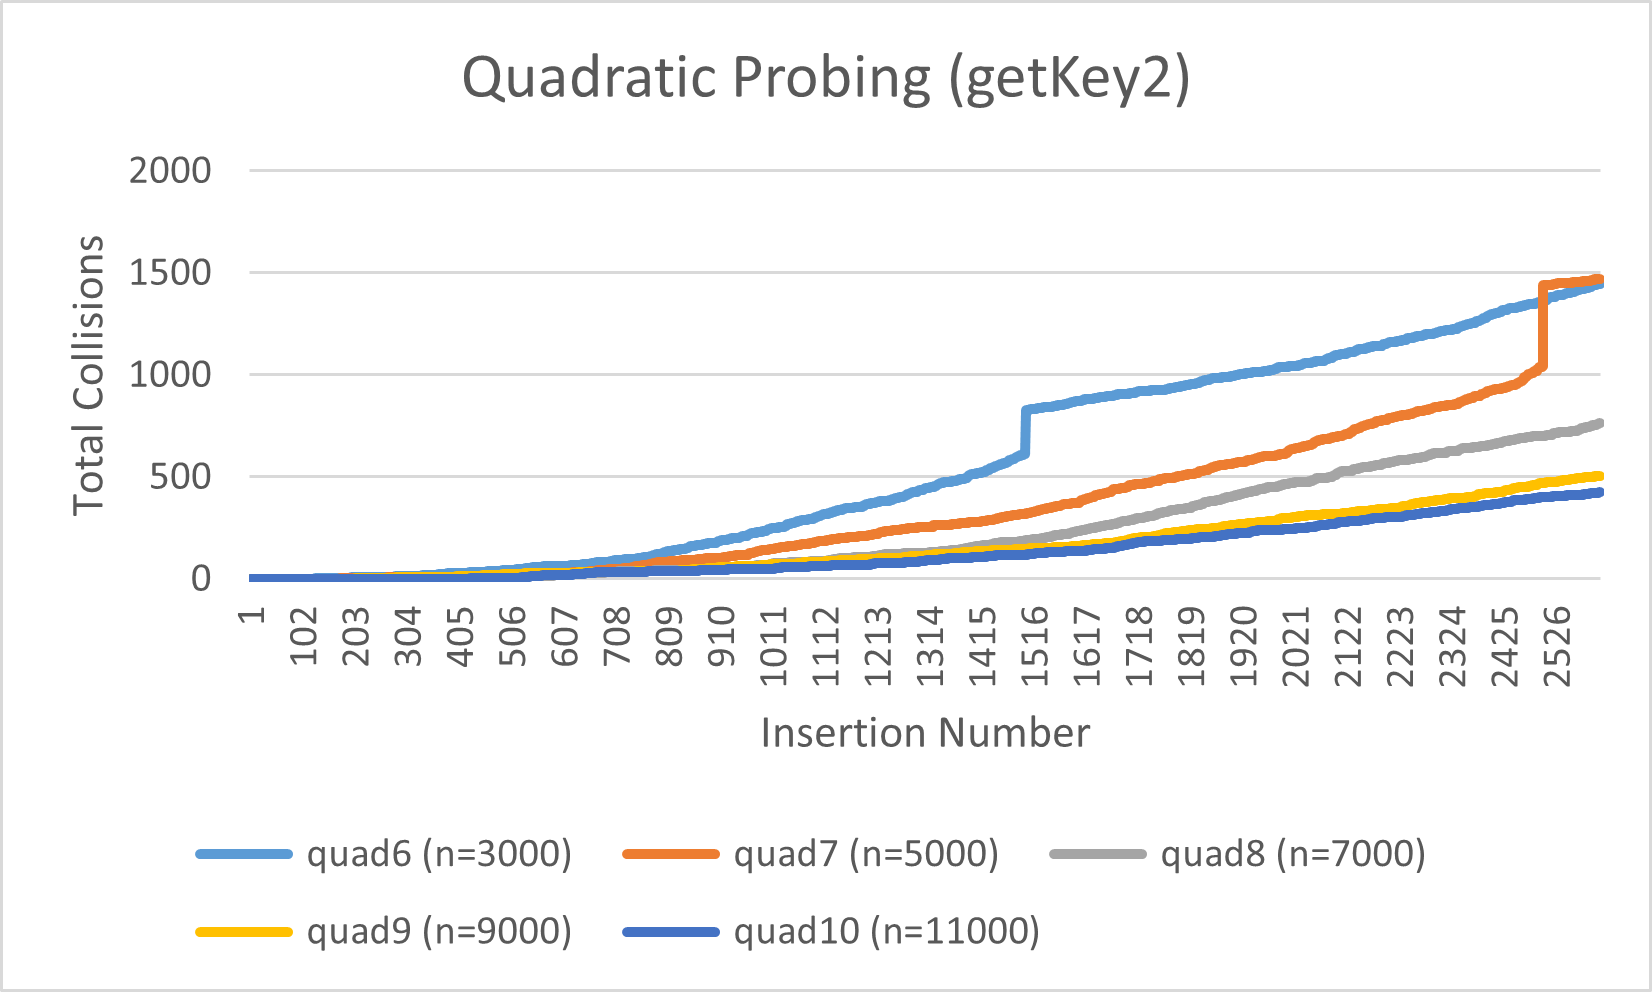 Quadratic Probing (getKey2)
2000
1500
1000
500
0
Total Collisions
1 102 203 304 405 506 607 708 809 910 1011 1112 1213 1314 1415 1516 1617 1718 1819 1920 2021 2122 2223 2324 2425 2526
Insertion Number
quad6 (n=3000) quad7 (n=5000) quad8 (n=7000)
quad9 (n=9000) quad10 (n=11000)